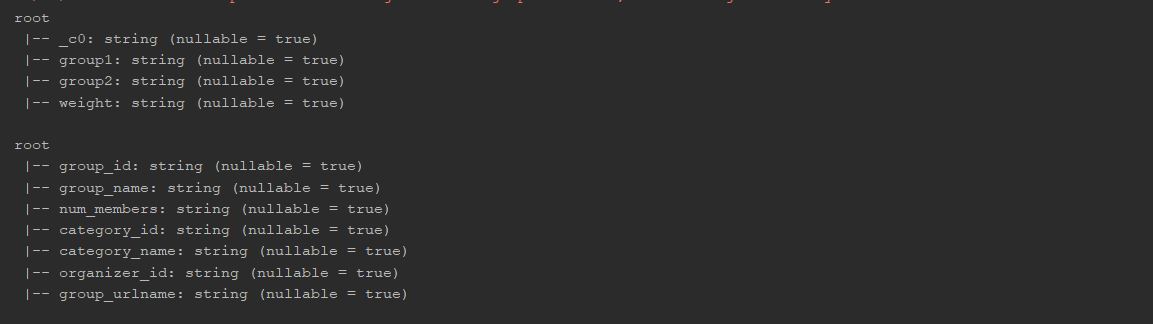 root
 |-- _c0: string (nullable = true)
 |-- group1: string (nullable = true)
 |-- group2: string (nullable = true)
 |-- weight: string (nullable = true)

root
 |-- group_id: string (nullable = true)
 |-- group_name: string (nullable = true)
 |-- num_members: string (nullable = true)
 |-- category_id: string (nullable = true)
 |-- category_name: string (nullable = true)
 |-- organizer_id: string (nullable = true)
 |-- group_urlname: string (nullable = true)